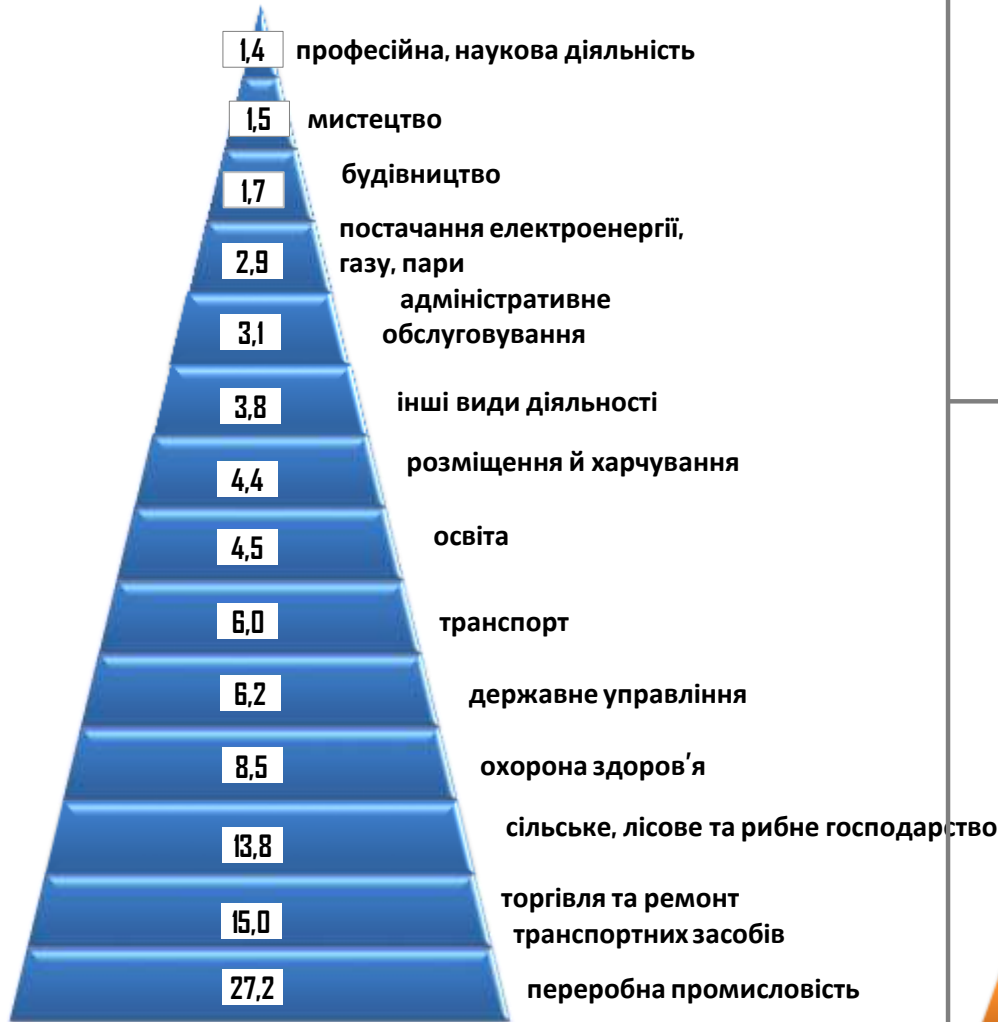 1,4 професійна, наукова діяльність
1,5 мистецтво
1,7 будівництво
2,9 постачання електроенергії,
газу, пари
3,1 адміністративне
обслуговування
3,8 інші види діяльності
4,4 розміщення й харчування
4,5 освіта
6,0 транспорт
6,2 державне управління
8,5 охорона здоров'я
13,8 сільське, лісове та рибне господарство
15,0 торгівля та ремонт
транспортних засобів
27,2 переробна промисловість